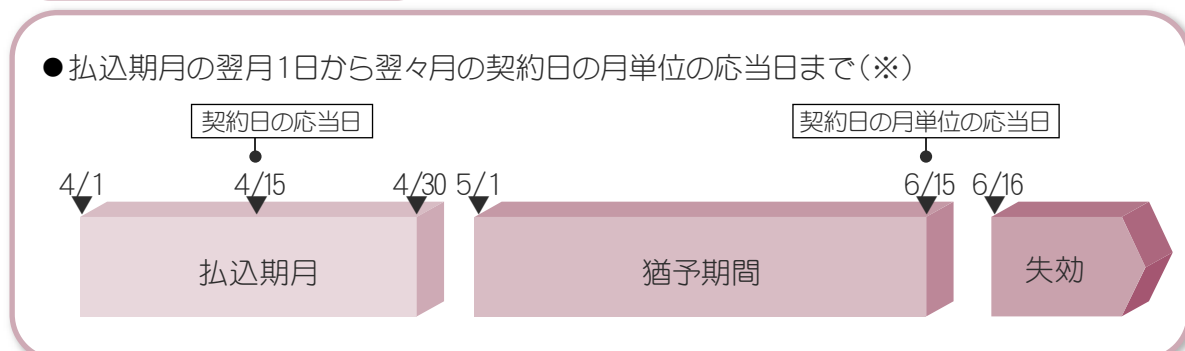 ●払込期月の翌月1日から翌々月の契約日の月単位の応当日まで(※)
契約日の応当日 契約日の月単位の応当日
4/1 4/15 4/30 5/1 6/15 6/16
払込期月 猶予期間 失効